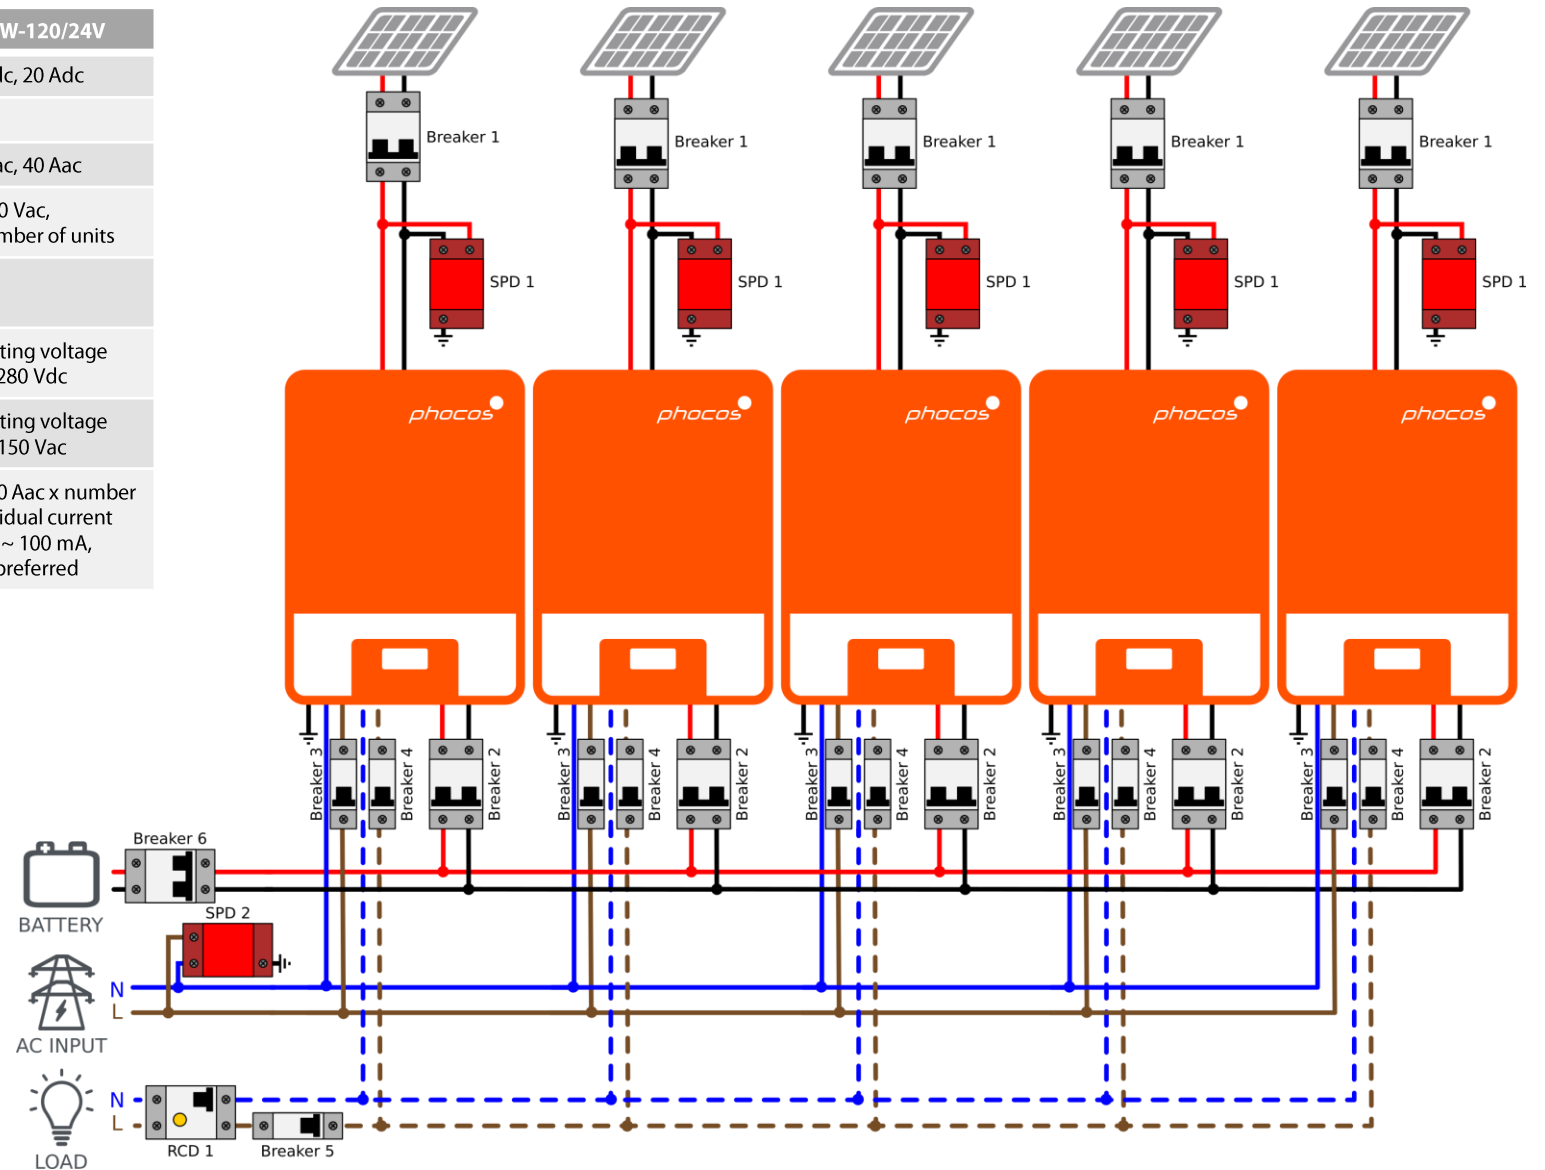 W-120/24V
lc, 20 Adc
ac, 40 Aac
0 Vac,
mber of units
ting voltage
280 Vdc
ting voltage
150 Vac
0 Aac x number
idual current
~ 100 mA,
preferred
Breaker 1
Breaker 1
Breaker 1
Breaker 1
Breaker 1
SPD 1
SPD 1
SPD 1
SPD 1
SPD 1
phocos
phocos
phocos
phocos
phocos
Breaker 3
Breaker 4
Breaker 2
Breaker 3
Breaker 4
Breaker 2
Breaker 3
Breaker 4
Breaker 2
Breaker 3
Breaker 4
Breaker 2
Breaker 3
Breaker 4
Breaker 2
Breaker 6
BATTERY
SPD 2
N
L
AC INPUT
N
L
RCD 1
Breaker 5
LOAD